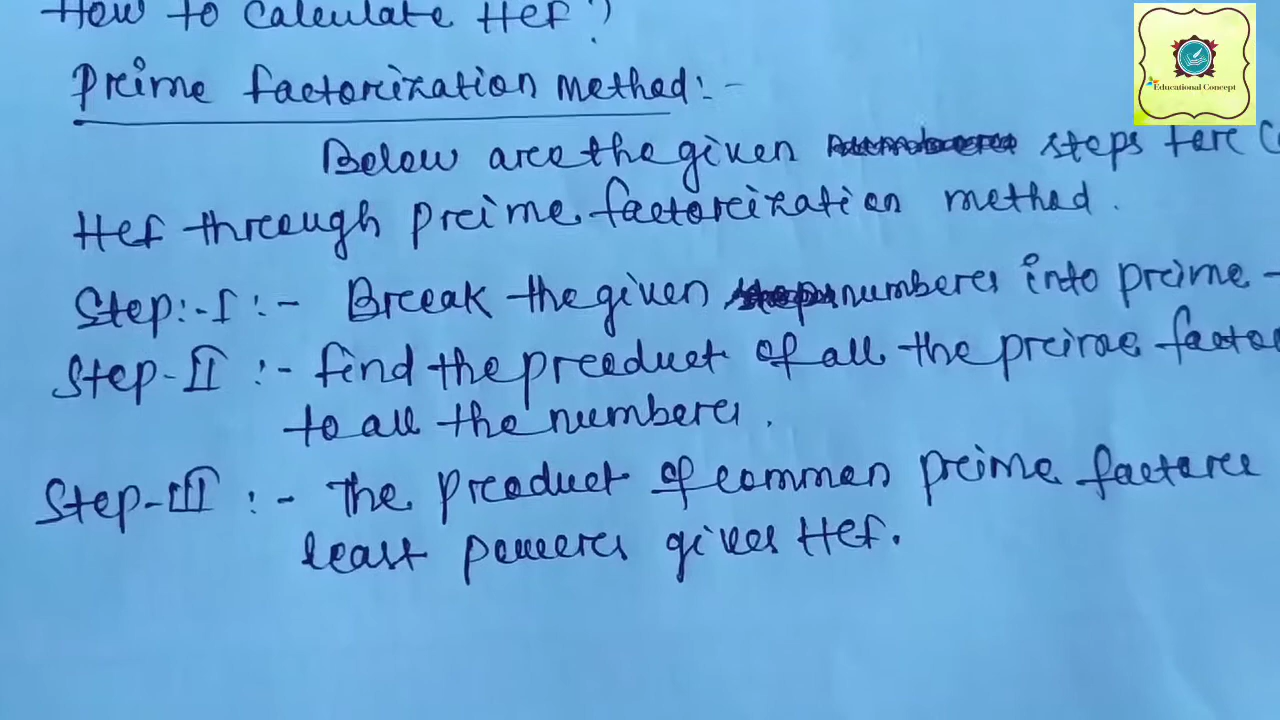 How to Calculate Hcf?
Prime factorization method:-
Below are the given steps for
Hcf through prime factorization method.
Step:-I:- Break the given numbers into prime-
Step-II:- find the product of all the prime facto
to all the numbers.
Step-III:- The product of common prime factors
least powers gives Hcf.
Educational Concept